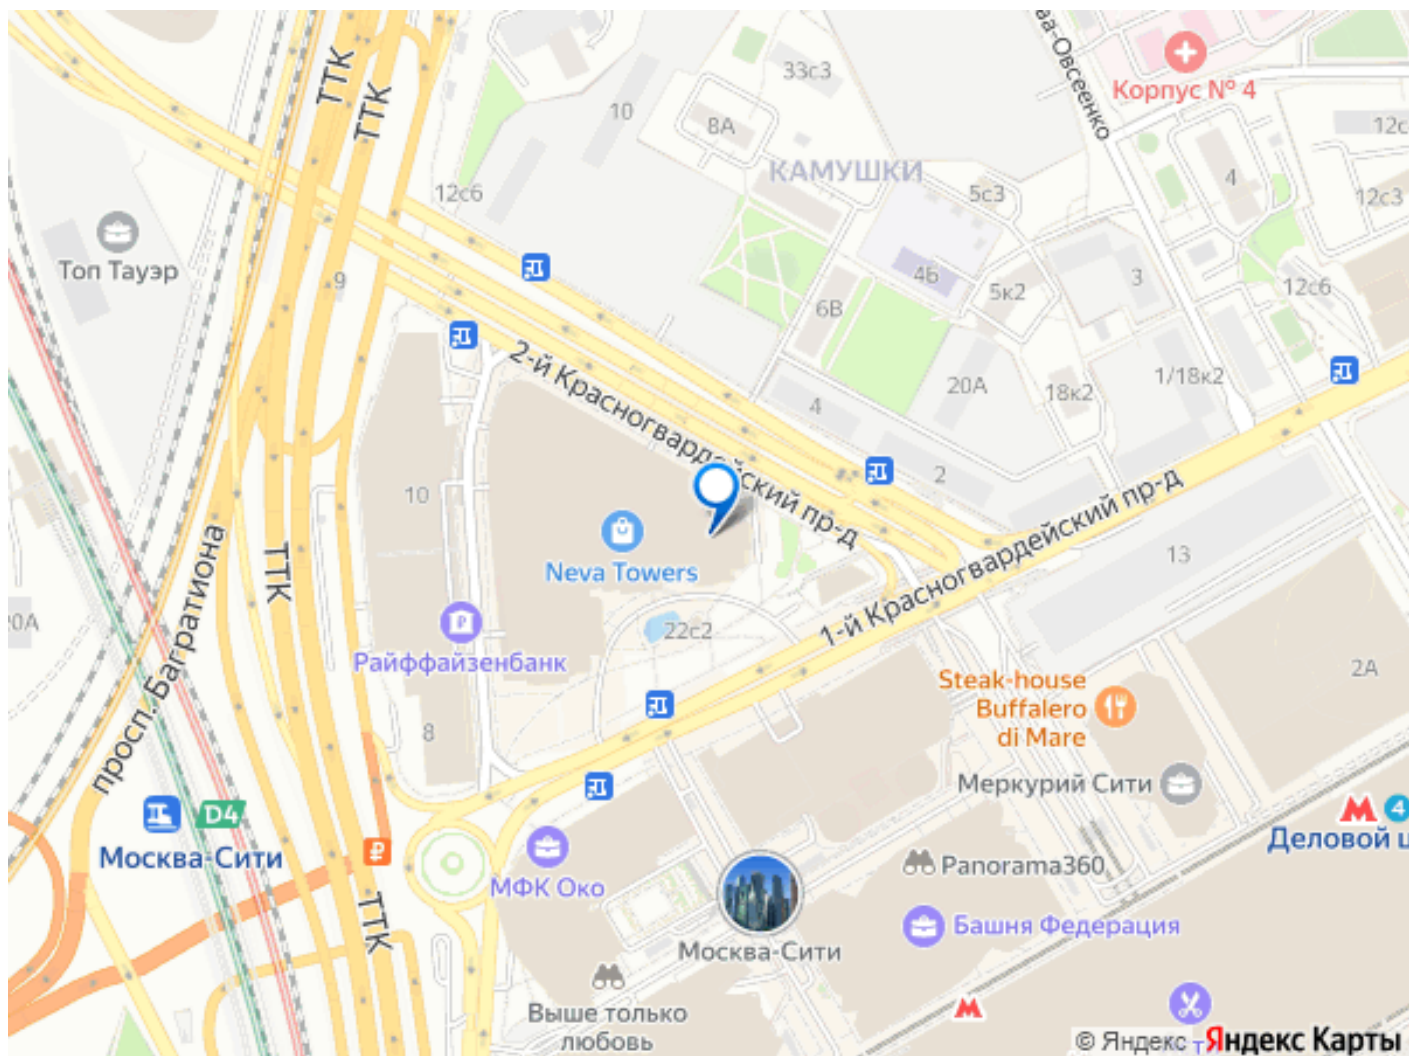 ТТК
ТТК
33с3
Корпус № 4
10
8А
12с
КАМУШКИ
4
12с6
5с3
12с3
Топ Тауэр
9
4Б
5к2
3
12с6
6В
2-й Красногвардейский пр-д
20А
18к2
1/18к2
4
2
10
Neva Towers
1-й Красногвардейский пр-д
13
ТТК
просп. Багратиона
20А
22с2
Райффайзенбанк
2А
Steak-house
Buffalero
di Mare
8
Меркурий Сити
D4
4
Москва-Сити
Деловой ц
МФК Око
Panorama360
ТТК
Башня Федерация
Москва-Сити
Выше только
любовь
© Яндекс Яндекс Карты